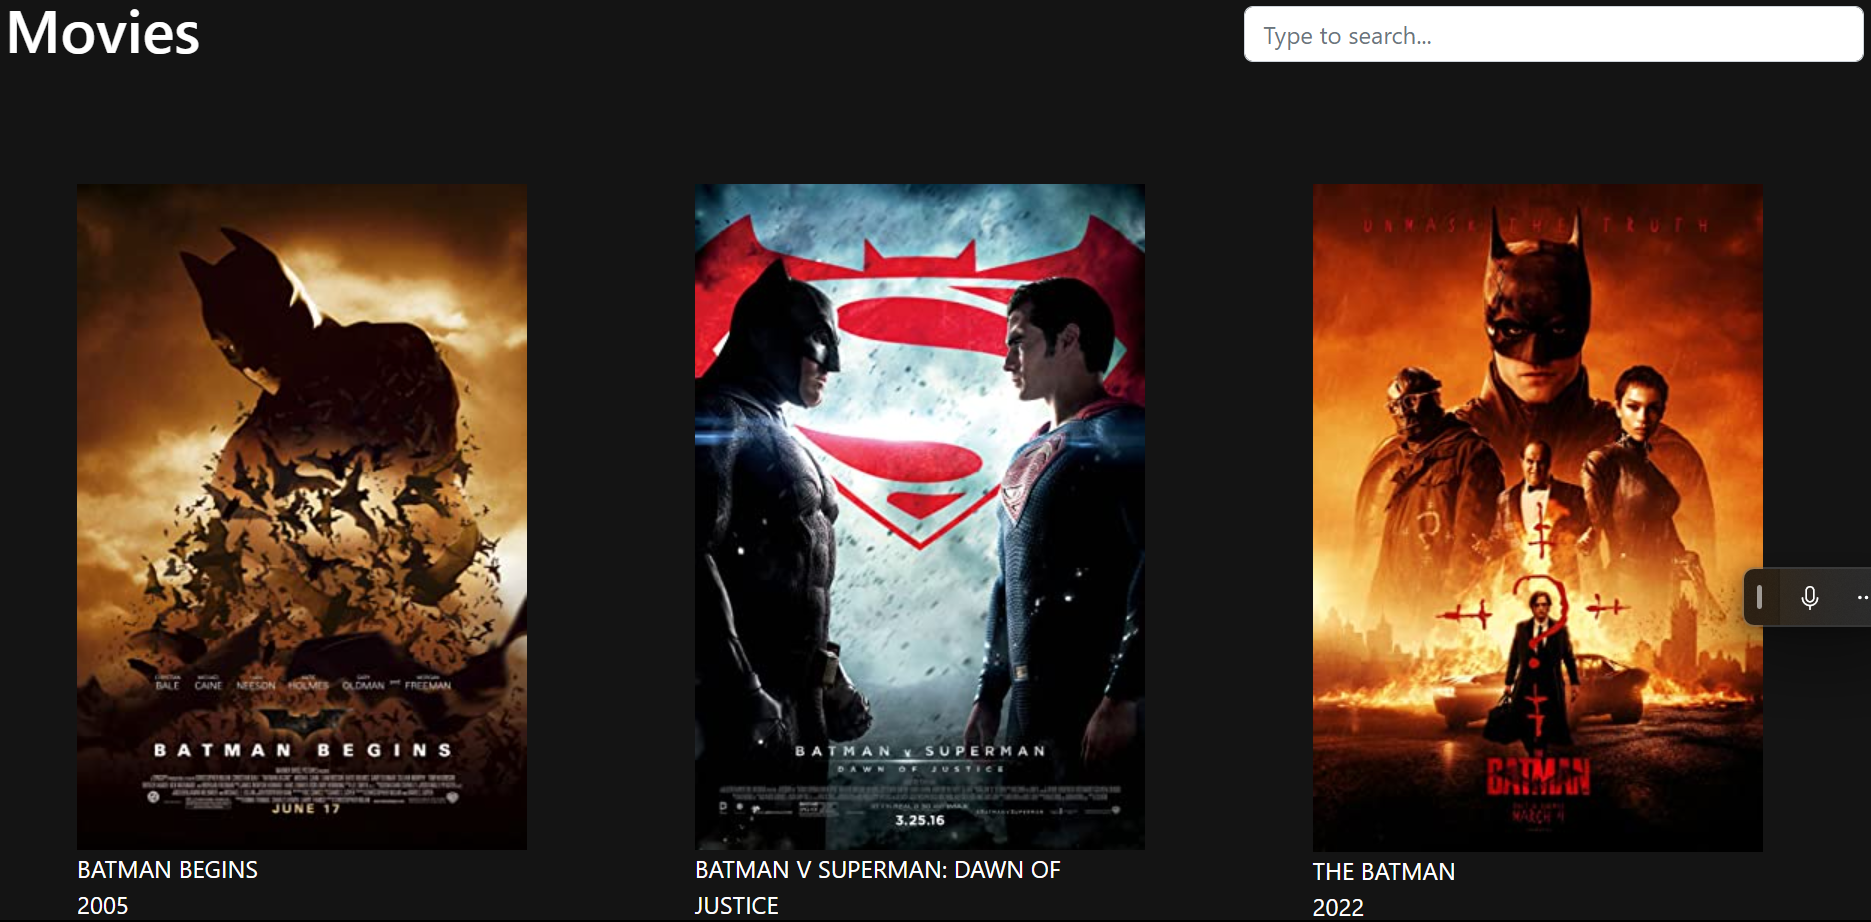 Movies
Type to search...
UNMASK THE TRUTH
BALE CAINE NEESON HOLMES OLDMAN and FREEMAN
BATMAN BEGINS
JUNE 17
BATMAN v SUPERMAN
DAWN OF JUSTICE
3.25.16
BATMAN
MARCH 4
BATMAN BEGINS
2005
BATMAN V SUPERMAN: DAWN OF
JUSTICE
THE BATMAN
2022